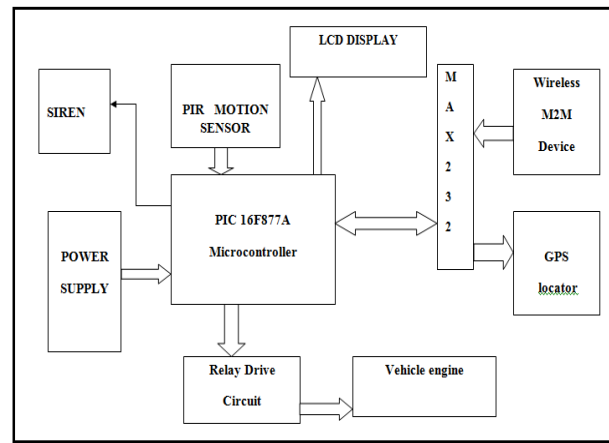 LCD DISPLAY
SIREN
PIR MOTION
SENSOR
M
A
X
2
3
2
Wireless
M2M
Device
PIC 16F877A
Microcontroller
POWER
SUPPLY
GPS
locator
Relay Drive
Circuit
Vehicle engine